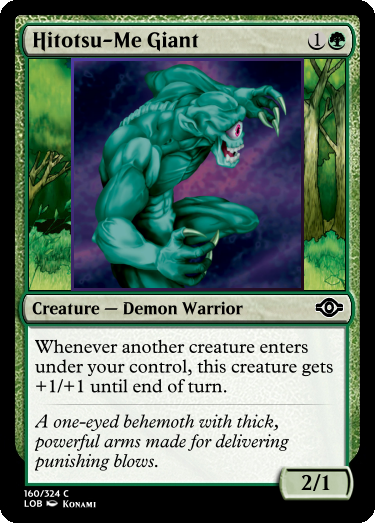 Hitotsu-Me Giant 1
Creature — Demon Warrior
Whenever another creature enters
under your control, this creature gets
+1/+1 until end of turn.
A one-eyed behemoth with thick,
powerful arms made for delivering
punishing blows.
2/1
160/324 C
LOB Konami